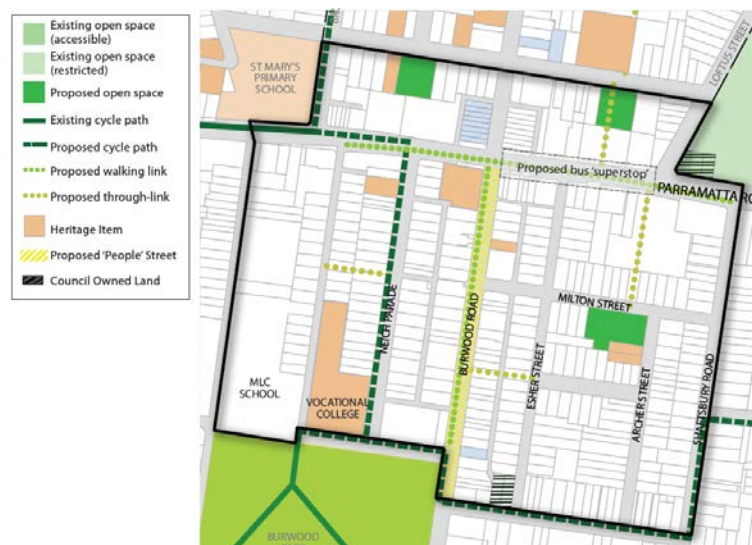 Existing open space
(accessible)
Existing open space
(restricted)
Proposed open space
Existing cycle path
Proposed cycle path
Proposed walking link
Proposed through-link
Heritage Item
Proposed 'People' Street
Council Owned Land
ST MARY'S
PRIMARY
SCHOOL
LOFTUS STREET
Proposed bus 'superstop'
PARRAMATTA RO
MILTON STREET
NEICH PARADE
BURWOOD ROAD
ESHER STREET
ARCHER STREET
SHAFTSBURY ROAD
MLC
SCHOOL
VOCATIONAL
COLLEGE
BURWOOD